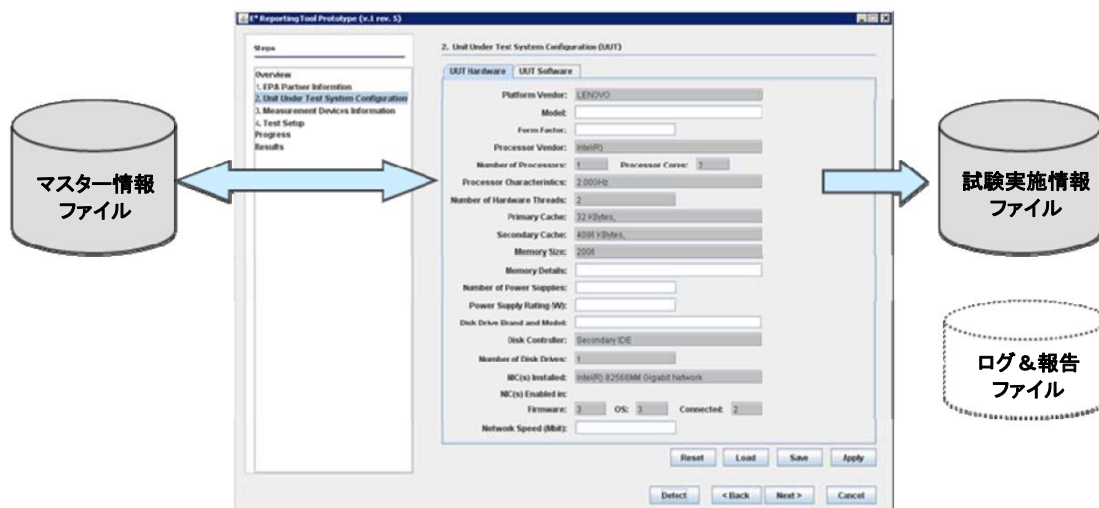 E* Reporting Tool Prototype (v.1 rev. 5)
Steps
Overview
1. EPA Partner Informtion
2. Unit Under Test System Configuration
3. Measurement Devices Information
4. Test Setup
Progress
Results
2. Unit Under Test System Configuration (UUT)
UUT Hardware UUT Software
Platform Vendor: LENOVO
Model:
Form Factor:
Processor Vendor: Intel(R)
Number of Processors: 1 Processor Cores: 2
Processor Characteristics: 2.000Hz
Number of Hardware Threads: 2
Primary Cache: 32 KBytes,
Secondary Cache: 4096 KBytes,
Memory Size: 2006
Memory Details:
Number of Power Supplies:
Power Supply Rating (W):
Disk Drive Brand and Model:
Disk Controller: Secondary IDE
Number of Disk Drives: 1
NIC(s) Installed: Intel(R) 82566MM Gigabit Network
NIC(s) Enabled in:
Firmware: 3 OS: 3 Connected: 2
Network Speed (Mbit):
Reset Load Save Apply
Detect < Back Next > Cancel
マスター情報
ファイル
試験実施情報
ファイル
ログ＆報告
ファイル